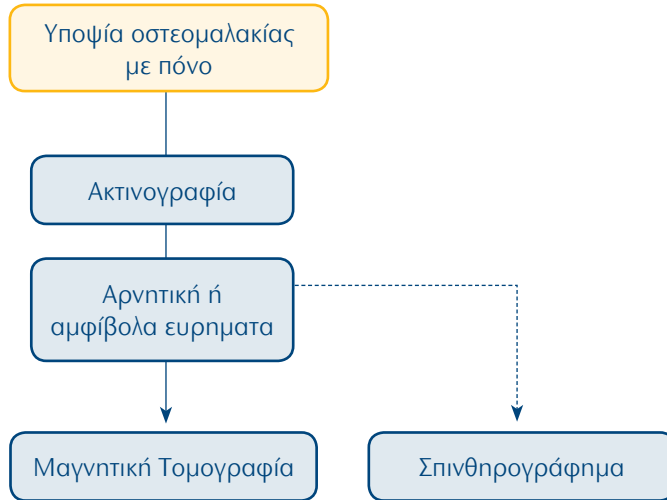 Υποψία οστεομαλακίας
με πόνο
Ακτινογραφία
Αρνητική ή
αμφίβολα ευρηματα
Μαγνητική Τομογραφία
Σπινθηρογράφημα